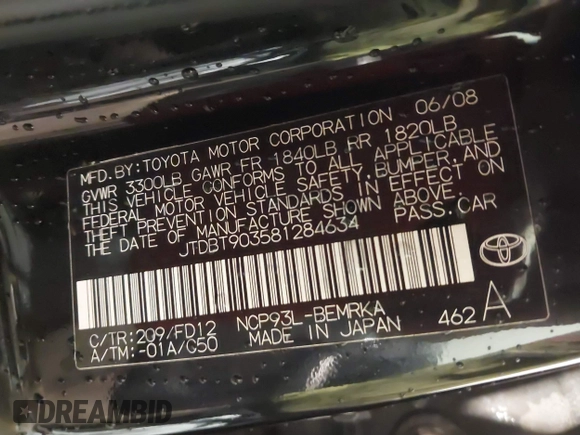 MFD. BY: TOYOTA MOTOR CORPORATION 06/08
GVWR 3300LB GAWR FR 1840LB RR 1820LB
THIS VEHICLE CONFORMS TO ALL APPLICABLE
FEDERAL MOTOR VEHICLE SAFETY, BUMPER, AND
THEFT PREVENTION STANDARDS IN EFFECT ON
THE DATE OF MANUFACTURE SHOWN ABOVE.
JTDBT903581284634 PASS. CAR
C/TR: 209/FD12 NCP93L-BEMRKA
A/TM: -01A/C50 MADE IN JAPAN 462 A
DREAMBID